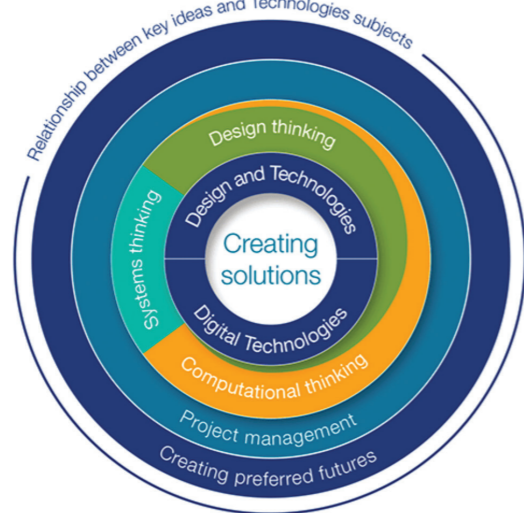 Relationship between key ideas and Technologies subjects
Design thinking
Design and Technologies
Systems thinking
Creating
solutions
Digital Technologies
Computational thinking
Project management
Creating preferred futures